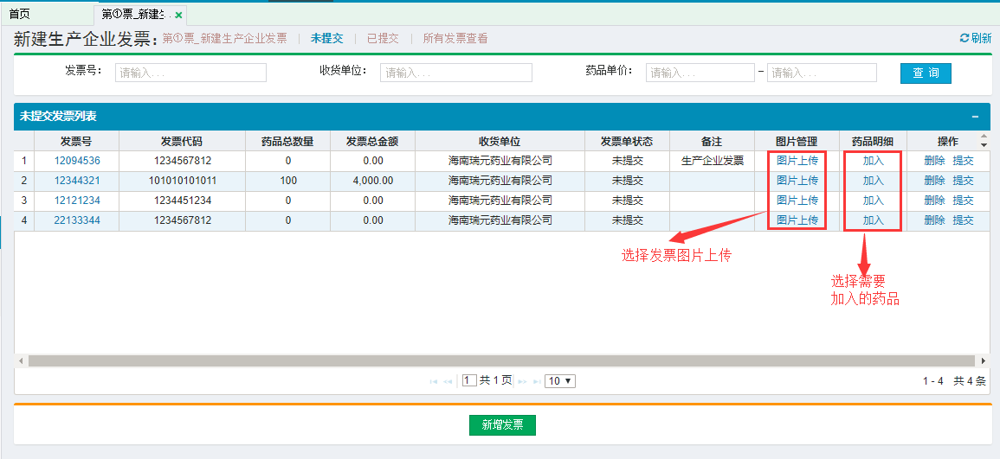 首页 第①票_新建生...
新建生产企业发票： 第①票_新建生产企业发票 | 未提交 | 已提交 | 所有发票查看 刷新
发票号： 请输入... 收货单位： 请输入... 药品单价： 请输入... - 请输入... 查 询
未提交发票列表
发票号 发票代码 药品总数量 发票总金额 收货单位 发票单状态 备注 图片管理 药品明细 操作
1 12094536 1234567812 0 0.00 海南瑞元药业有限公司 未提交 生产企业发票 图片上传 加入 删除 提交
2 12344321 101010101011 100 4,000.00 海南瑞元药业有限公司 未提交 图片上传 加入 删除 提交
3 12121234 1234451234 0 0.00 海南瑞元药业有限公司 未提交 图片上传 加入 删除 提交
4 22133344 1234567812 0 0.00 海南瑞元药业有限公司 未提交 图片上传 加入 删除 提交
选择发票图片上传
选择需要
加入的药品
1 共 1 页 10 1 - 4 共 4 条
新增发票